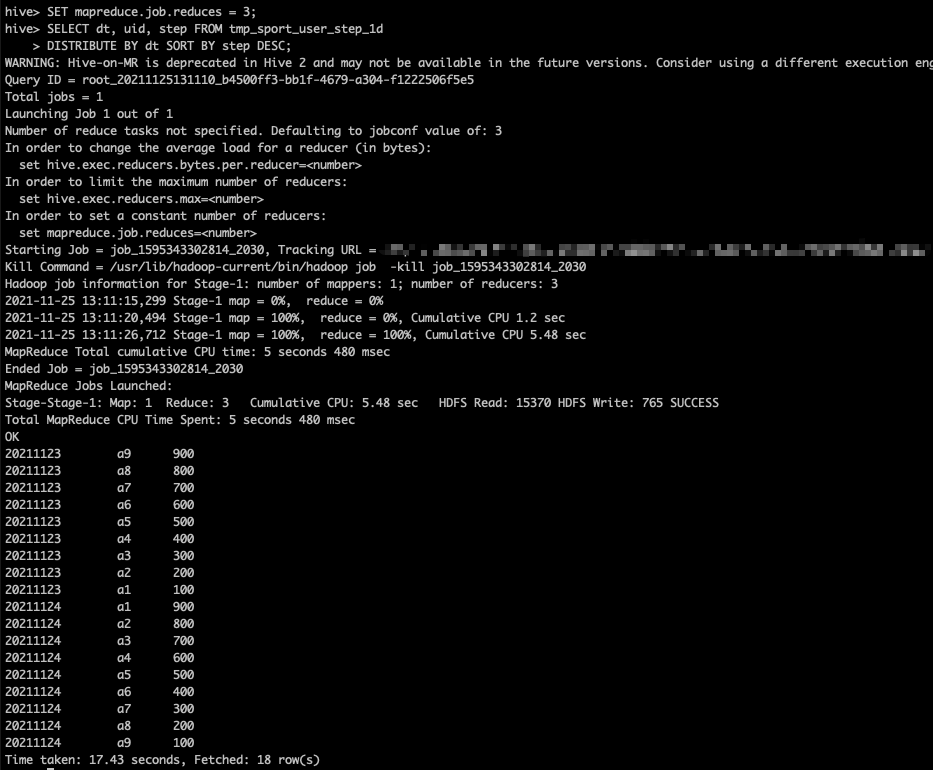 hive> SET mapreduce.job.reduces = 3;
hive> SELECT dt, uid, step FROM tmp_sport_user_step_1d
    > DISTRIBUTE BY dt SORT BY step DESC;
WARNING: Hive-on-MR is deprecated in Hive 2 and may not be available in the future versions. Consider using a different execution eng
Query ID = root_20211125131110_b4500ff3-bb1f-4679-a304-f1222506f5e5
Total jobs = 1
Launching Job 1 out of 1
Number of reduce tasks not specified. Defaulting to jobconf value of: 3
In order to change the average load for a reducer (in bytes):
  set hive.exec.reducers.bytes.per.reducer=<number>
In order to limit the maximum number of reducers:
  set hive.exec.reducers.max=<number>
In order to set a constant number of reducers:
  set mapreduce.job.reduces=<number>
Starting Job = job_1595343302814_2030, Tracking URL =
Kill Command = /usr/lib/hadoop-current/bin/hadoop job  -kill job_1595343302814_2030
Hadoop job information for Stage-1: number of mappers: 1; number of reducers: 3
2021-11-25 13:11:15,299 Stage-1 map = 0%,  reduce = 0%
2021-11-25 13:11:20,494 Stage-1 map = 100%,  reduce = 0%, Cumulative CPU 1.2 sec
2021-11-25 13:11:26,712 Stage-1 map = 100%,  reduce = 100%, Cumulative CPU 5.48 sec
MapReduce Total cumulative CPU time: 5 seconds 480 msec
Ended Job = job_1595343302814_2030
MapReduce Jobs Launched:
Stage-Stage-1: Map: 1  Reduce: 3   Cumulative CPU: 5.48 sec   HDFS Read: 15370 HDFS Write: 765 SUCCESS
Total MapReduce CPU Time Spent: 5 seconds 480 msec
OK
20211123	a9	900
20211123	a8	800
20211123	a7	700
20211123	a6	600
20211123	a5	500
20211123	a4	400
20211123	a3	300
20211123	a2	200
20211123	a1	100
20211124	a1	900
20211124	a2	800
20211124	a3	700
20211124	a4	600
20211124	a5	500
20211124	a6	400
20211124	a7	300
20211124	a8	200
20211124	a9	100
Time taken: 17.43 seconds, Fetched: 18 row(s)